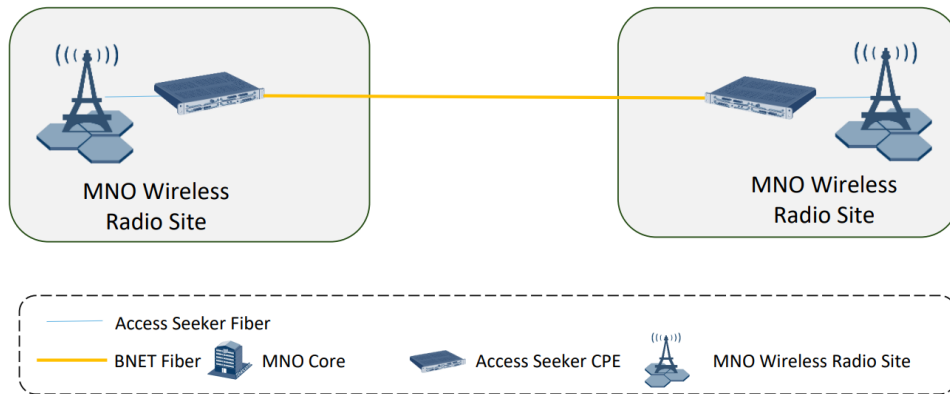 MNO Wireless
Radio Site
MNO Wireless
Radio Site
Access Seeker Fiber
BNET Fiber
MNO Core
Access Seeker CPE
MNO Wireless Radio Site